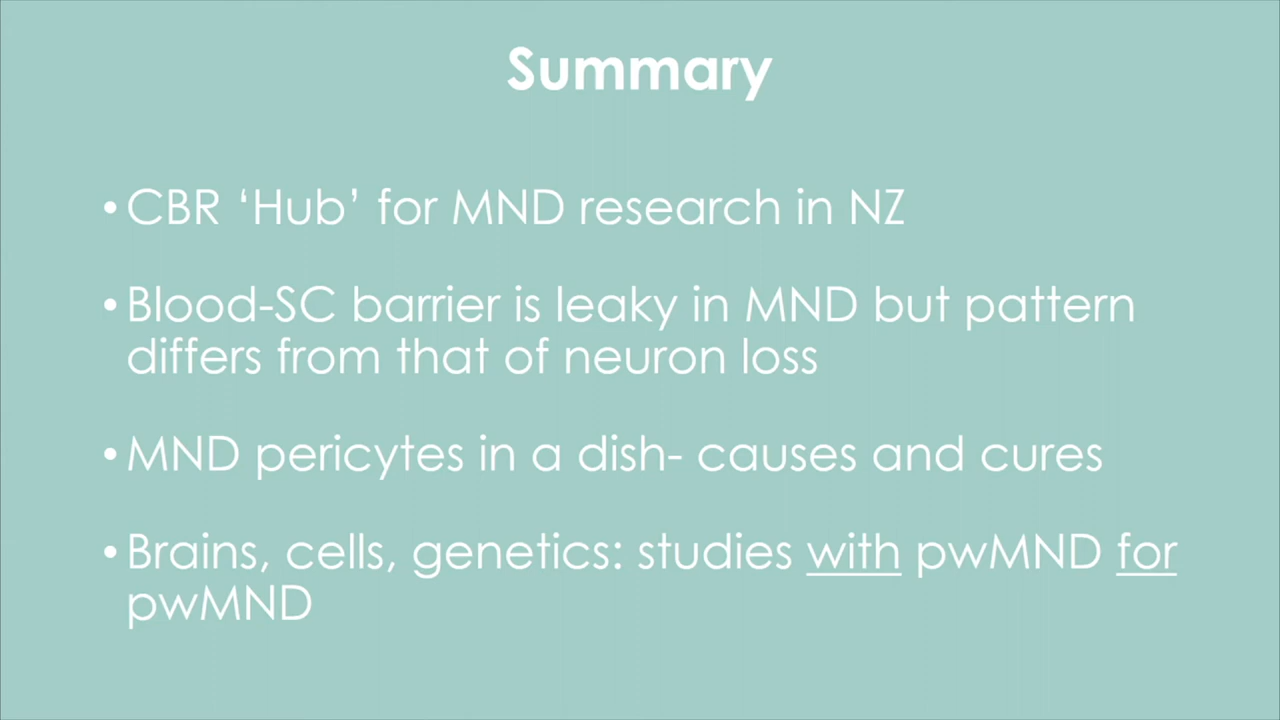 Summary
• CBR ‘Hub’ for MND research in NZ
• Blood-SC barrier is leaky in MND but pattern
differs from that of neuron loss
• MND pericytes in a dish- causes and cures
• Brains, cells, genetics: studies with pwMND for
pwMND